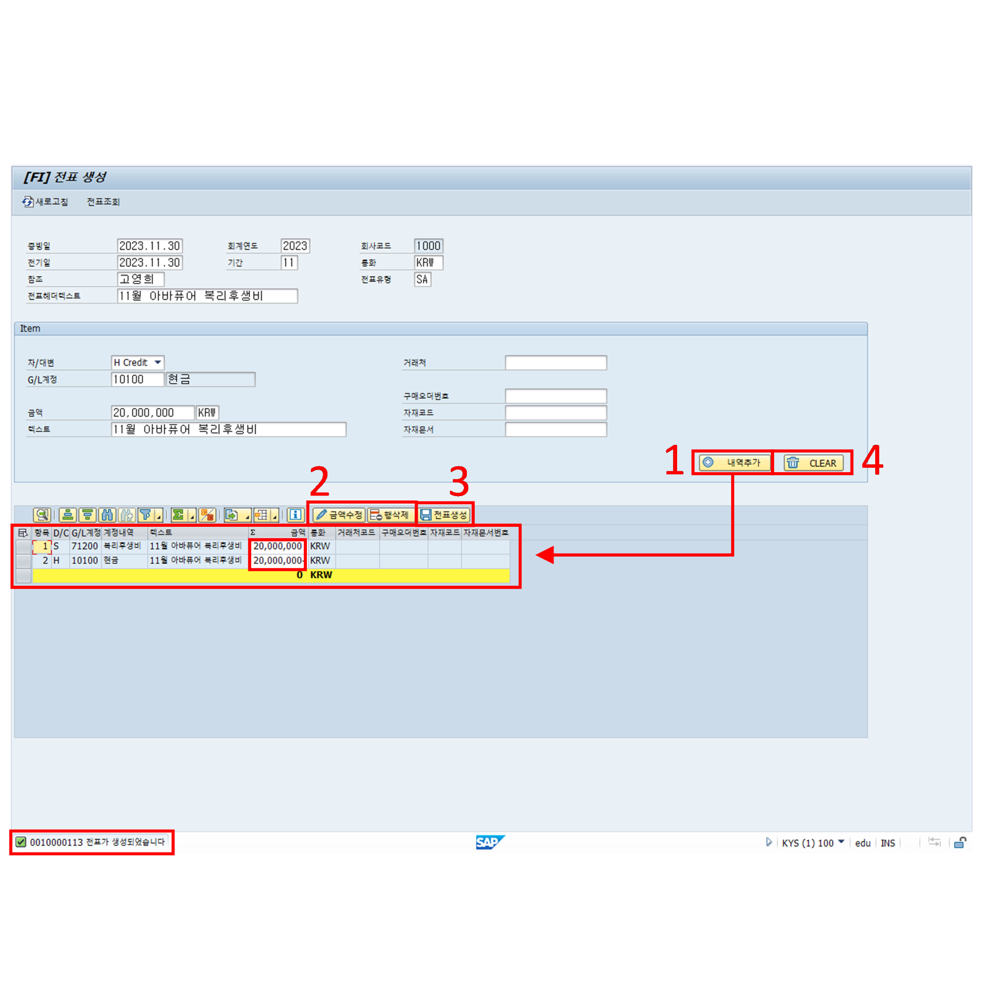 [FI] 전표 생성
새로고침 전표조회
증빙일 2023.11.30 회계연도 2023 회사코드 1000
전기일 2023.11.30 기간 11 통화 KRW
참조 고영희 전표유형 SA
전표헤더텍스트 11월 아바퓨어 복리후생비
Item
차/대변 H Credit 거래처
G/L계정 10100 현금
구매오더번호
금액 20,000,000 KRW 자재코드
텍스트 11월 아바퓨어 복리후생비 자재문서
1 내역추가 CLEAR 4
2 3
금액수정 행삭제 전표생성
항목 D/C G/L계정 계정내역 텍스트 Σ 금액 통화 거래처코드 구매오더번호 자재코드 자재문서번호
1 S 71200 복리후생비 11월 아바퓨어 복리후생비 20,000,000 KRW
2 H 10100 현금 11월 아바퓨어 복리후생비 20,000,000- KRW
0 KRW
0010000113 전표가 생성되었습니다 SAP KYS (1) 100 edu INS